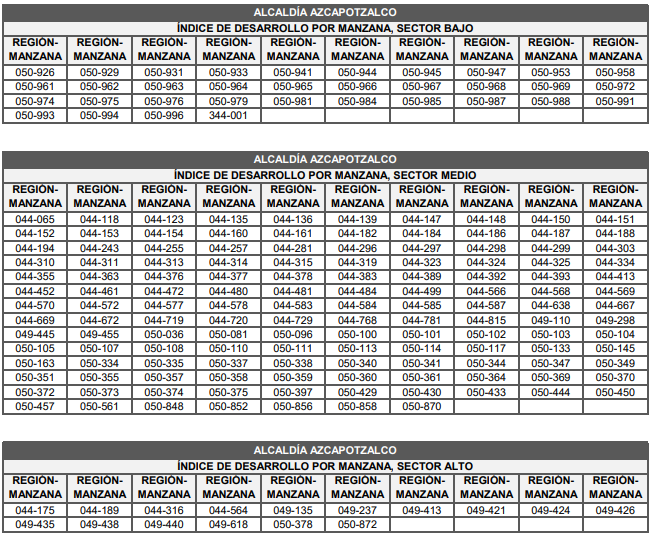 ALCALDÍA AZCAPOTZALCO
ÍNDICE DE DESARROLLO POR MANZANA, SECTOR BAJO
REGIÓN- REGIÓN- REGIÓN- REGIÓN- REGIÓN- REGIÓN- REGIÓN- REGIÓN- REGIÓN- REGIÓN-
MANZANA MANZANA MANZANA MANZANA MANZANA MANZANA MANZANA MANZANA MANZANA MANZANA
050-926 050-929 050-931 050-933 050-941 050-944 050-945 050-947 050-953 050-958
050-961 050-962 050-963 050-964 050-965 050-966 050-967 050-968 050-969 050-972
050-974 050-975 050-976 050-979 050-981 050-984 050-985 050-987 050-988 050-991
050-993 050-994 050-996 344-001
ALCALDÍA AZCAPOTZALCO
ÍNDICE DE DESARROLLO POR MANZANA, SECTOR MEDIO
REGIÓN- REGIÓN- REGIÓN- REGIÓN- REGIÓN- REGIÓN- REGIÓN- REGIÓN- REGIÓN- REGIÓN-
MANZANA MANZANA MANZANA MANZANA MANZANA MANZANA MANZANA MANZANA MANZANA MANZANA
044-065 044-118 044-123 044-135 044-136 044-139 044-147 044-148 044-150 044-151
044-152 044-153 044-154 044-160 044-161 044-182 044-184 044-186 044-187 044-188
044-194 044-243 044-255 044-257 044-281 044-296 044-297 044-298 044-299 044-303
044-310 044-311 044-313 044-314 044-315 044-319 044-323 044-324 044-325 044-334
044-355 044-363 044-376 044-377 044-378 044-383 044-389 044-392 044-393 044-413
044-452 044-461 044-472 044-480 044-481 044-484 044-499 044-566 044-568 044-569
044-570 044-572 044-577 044-578 044-583 044-584 044-585 044-587 044-638 044-667
044-669 044-672 044-719 044-720 044-729 044-768 044-781 044-815 049-110 049-298
049-445 049-455 050-036 050-081 050-096 050-100 050-101 050-102 050-103 050-104
050-105 050-107 050-108 050-110 050-111 050-113 050-114 050-117 050-133 050-145
050-163 050-334 050-335 050-337 050-338 050-340 050-341 050-344 050-347 050-349
050-351 050-355 050-357 050-358 050-359 050-360 050-361 050-364 050-369 050-370
050-372 050-373 050-374 050-375 050-397 050-429 050-430 050-433 050-444 050-450
050-457 050-561 050-848 050-852 050-856 050-858 050-870
ALCALDÍA AZCAPOTZALCO
ÍNDICE DE DESARROLLO POR MANZANA, SECTOR ALTO
REGIÓN- REGIÓN- REGIÓN- REGIÓN- REGIÓN- REGIÓN- REGIÓN- REGIÓN- REGIÓN- REGIÓN-
MANZANA MANZANA MANZANA MANZANA MANZANA MANZANA MANZANA MANZANA MANZANA MANZANA
044-175 044-189 044-316 044-564 049-135 049-237 049-413 049-421 049-424 049-426
049-435 049-438 049-440 049-618 050-378 050-872